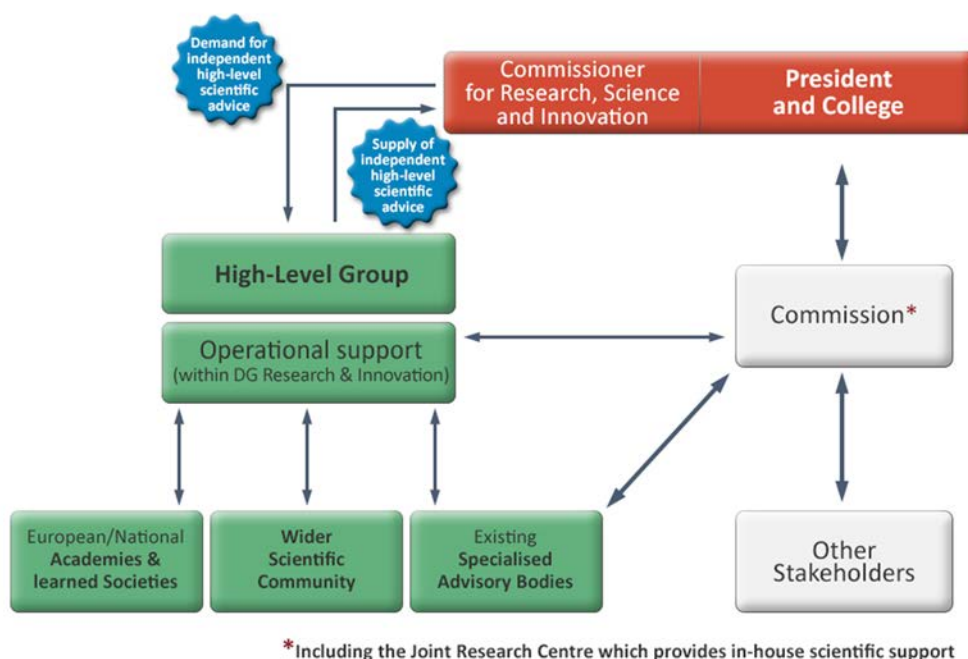 Demand for
independent
high-level
scientific
advice
Commissioner
for Research, Science
and Innovation
President
and College
Supply of
independent
high-level
scientific
advice
High-Level Group
Operational support
(within DG Research & Innovation)
Commission*
European/National
Academies &
learned Societies
Wider
Scientific
Community
Existing
Specialised
Advisory Bodies
Other
Stakeholders
*Including the Joint Research Centre which provides in-house scientific support